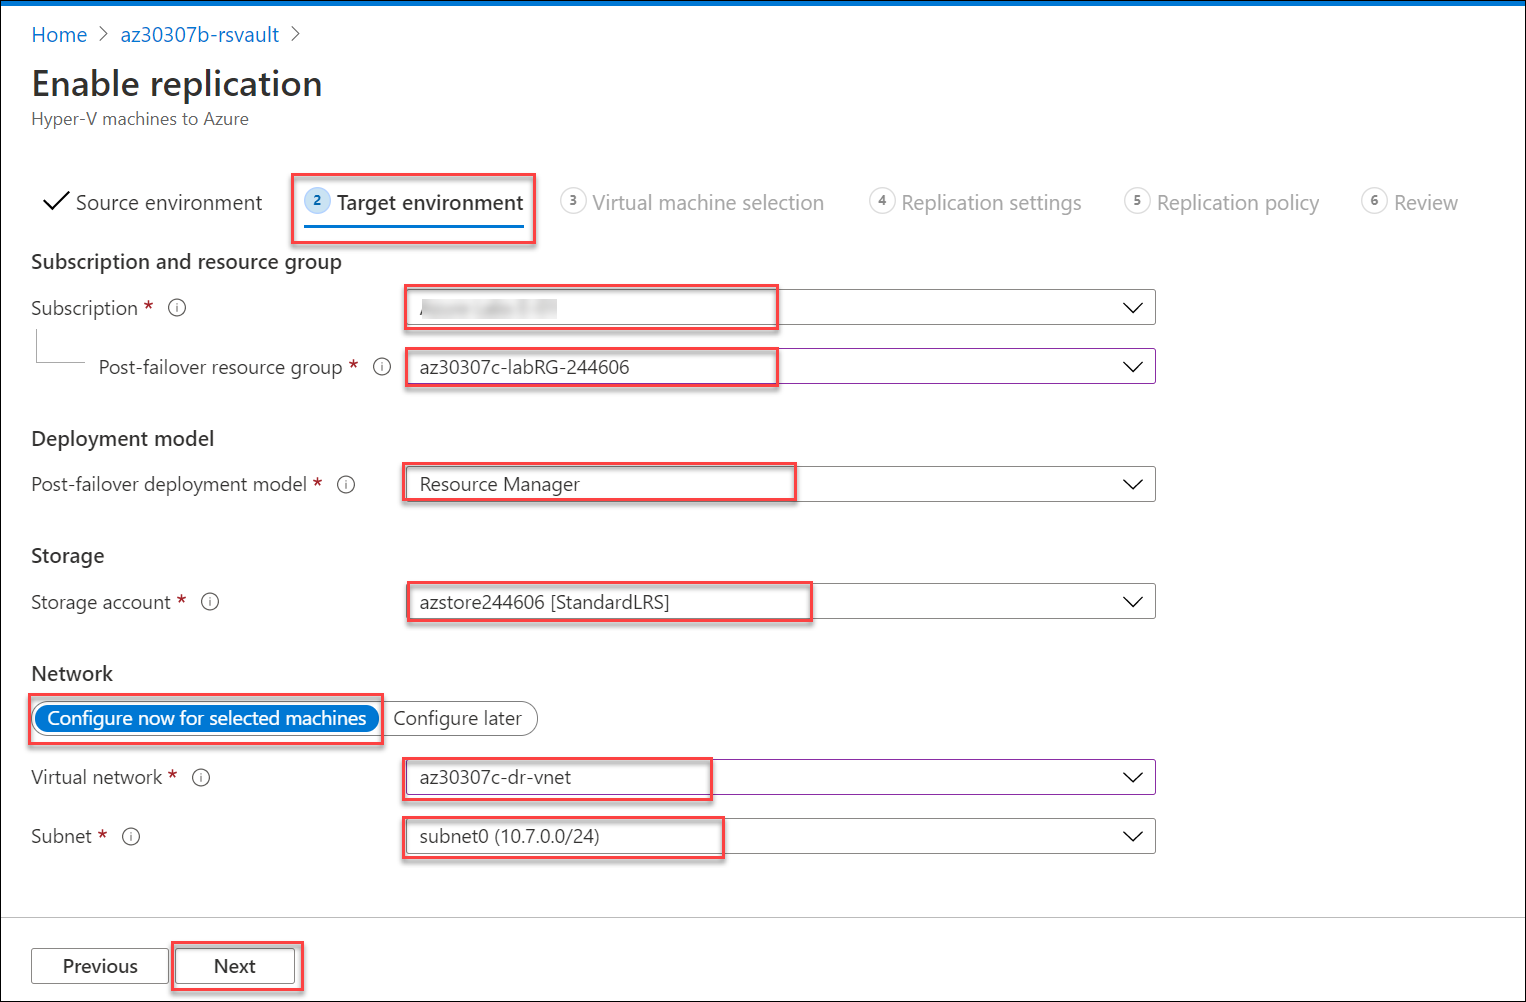 Home > az30307b-rsvault >
Enable replication
Hyper-V machines to Azure
Source environment 2 Target environment 3 Virtual machine selection 4 Replication settings 5 Replication policy 6 Review
Subscription and resource group
Subscription *
Post-failover resource group * az30307c-labRG-244606
Deployment model
Post-failover deployment model * Resource Manager
Storage
Storage account * azstore244606 [StandardLRS]
Network
Configure now for selected machines Configure later
Virtual network * az30307c-dr-vnet
Subnet * subnet0 (10.7.0.0/24)
Previous Next